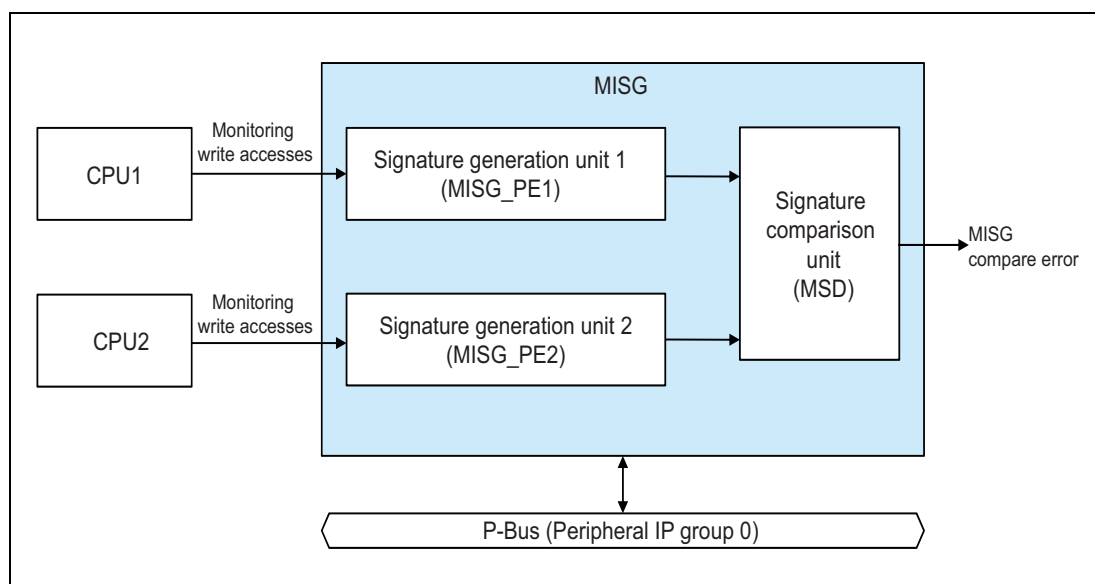 MISG
Monitoring
write accesses
CPU1
Signature generation unit 1
(MISG_PE1)
Signature
comparison
unit
(MSD)
MISG
compare error
Monitoring
write accesses
CPU2
Signature generation unit 2
(MISG_PE2)
P-Bus (Peripheral IP group 0)